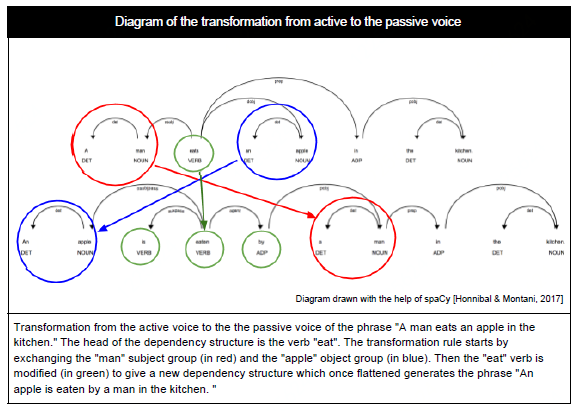 Diagram of the transformation from active to the passive voice
prep
dobj
pobj
det
nsubj
det
det
A man eats an apple in the kitchen
DET NOUN VERB DET NOUN ADP DET NOUN
nsubjpass
pobj
pobj
det
auxpass
agent
det
prep
det
An apple is eaten by a man in the kitchen
DET NOUN VERB VERB ADP DET NOUN ADP DET NOUN
Diagram drawn with the help of spaCy [Honnibal & Montani, 2017]
Transformation from the active voice to the the passive voice of the phrase "A man eats an apple in the
kitchen." The head of the dependency structure is the verb "eat". The transformation rule starts by
exchanging the "man" subject group (in red) and the "apple" object group (in blue). Then the "eat" verb is
modified (in green) to give a new dependency structure which once flattened generates the phrase "An
apple is eaten by a man in the kitchen. "